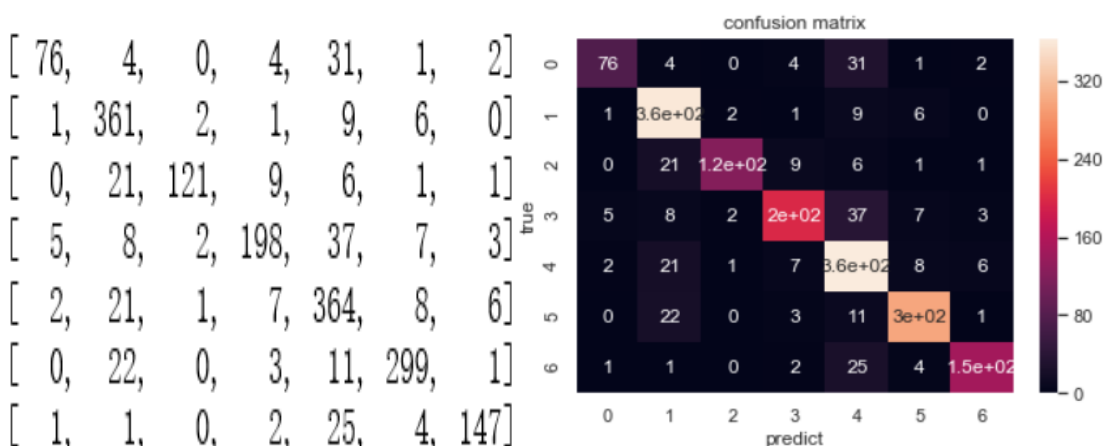 [ 76, 4, 0, 4, 31, 1, 2]
[ 1, 361, 2, 1, 9, 6, 0]
[ 0, 21, 121, 9, 6, 1, 1]
[ 5, 8, 2, 198, 37, 7, 3]
[ 2, 21, 1, 7, 364, 8, 6]
[ 0, 22, 0, 3, 11, 299, 1]
[ 1, 1, 0, 2, 25, 4, 147]
confusion matrix
true
0 76 4 0 4 31 1 2
1 1 3.6e+02 2 1 9 6 0
2 0 21 1.2e+02 9 6 1 1
3 5 8 2 2e+02 37 7 3
4 2 21 1 7 3.6e+02 8 6
5 0 22 0 3 11 3e+02 1
6 1 1 0 2 25 4 1.5e+02
0 1 2 3 4 5 6
predict
320
240
160
80
0